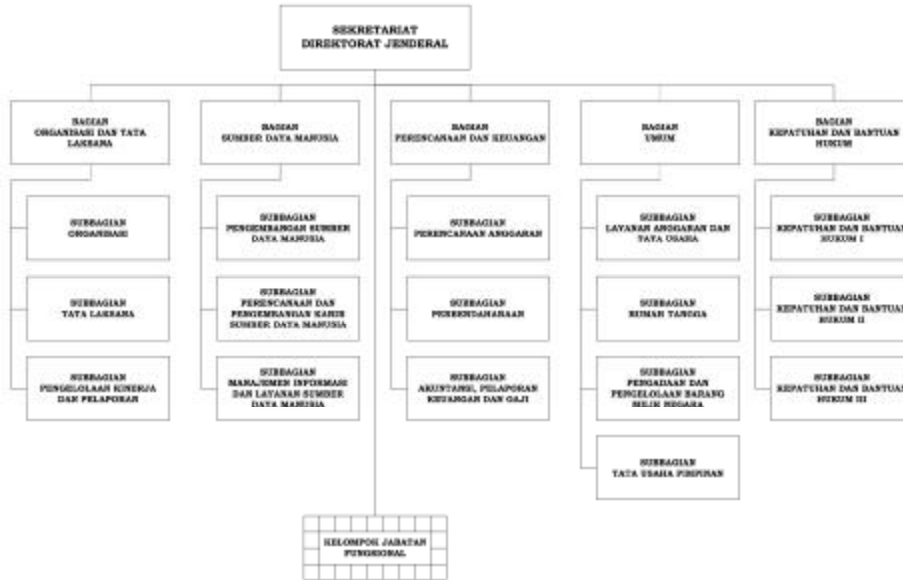 SEKRETARIAT
DIREKTORAT JENDERAL
BAGIAN
ORGANISASI DAN TATA
LAKSANA
BAGIAN
SUMBER DAYA MANUSIA
BAGIAN
PERENCANAAN DAN KEUANGAN
BAGIAN
UMUM
BAGIAN
KEPATUHAN DAN BANTUAN
HUKUM
SUBBAGIAN
ORGANISASI
SUBBAGIAN
TATA LAKSANA
SUBBAGIAN
PENGELOLAAN KINERJA
DAN PELAPORAN
SUBBAGIAN
PENGEMBANGAN SUMBER
DAYA MANUSIA
SUBBAGIAN
PERENCANAAN DAN
PENGEMBANGAN KARIR
SUMBER DAYA MANUSIA
SUBBAGIAN
MANAJEMEN INFORMASI
DAN LAYANAN SUMBER
DAYA MANUSIA
SUBBAGIAN
PERENCANAAN ANGGARAN
SUBBAGIAN
PERBENDAHARAAN
SUBBAGIAN
AKUNTANSI, PELAPORAN
KEUANGAN DAN GAJI
SUBBAGIAN
LAYANAN ANGGARAN DAN
TATA USAHA
SUBBAGIAN
RUMAH TANGGA
SUBBAGIAN
PENGADAAN DAN
PENGELOLAAN BARANG
MILIK NEGARA
SUBBAGIAN
TATA USAHA PIMPINAN
SUBBAGIAN
KEPATUHAN DAN BANTUAN
HUKUM I
SUBBAGIAN
KEPATUHAN DAN BANTUAN
HUKUM II
SUBBAGIAN
KEPATUHAN DAN BANTUAN
HUKUM III
KELOMPOK JABATAN
FUNGSIONAL